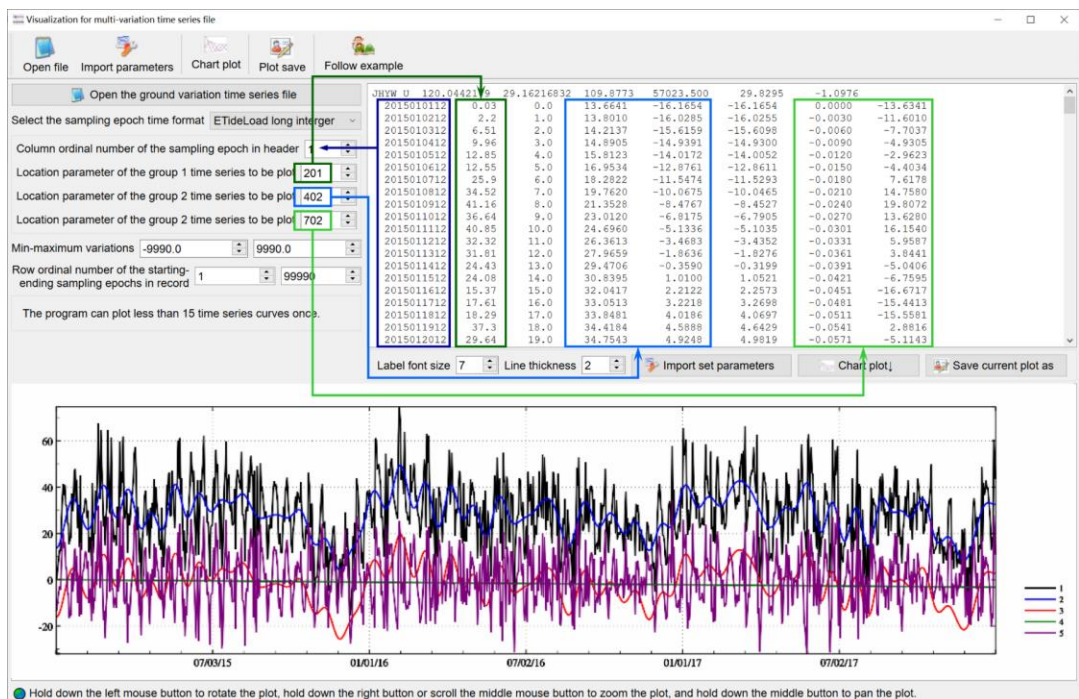 Visualization for multi-variation time series file
Open file Import parameters Chart plot Plot save Follow example
Open the ground variation time series file
Select the sampling epoch time format ETideLoad long interger
Column ordinal number of the sampling epoch in header 1
Location parameter of the group 1 time series to be plot 201
Location parameter of the group 2 time series to be plot 402
Location parameter of the group 2 time series to be plot 702
Min-maximum variations -9990.0 9990.0
Row ordinal number of the starting-
ending sampling epochs in record 1 99990
The program can plot less than 15 time series curves once.
JHYW_U 29.16216832 109.8773 57023.500 29.8295 -1.0976
2015010112 0.03 0.0 13.6641 -16.1654 -16.1654 0.0000 -13.6341
2015010212 2.2 1.0 13.8010 -16.0285 -16.0255 -0.0030 -11.6010
2015010312 6.51 2.0 14.2137 -15.6159 -15.6098 -0.0060 -7.7037
2015010412 9.96 3.0 14.8905 -14.9391 -14.9300 -0.0090 -4.9305
2015010512 12.85 4.0 15.8123 -14.0172 -14.0052 -0.0120 -2.9623
2015010612 12.55 5.0 16.9534 -12.8761 -12.8611 -0.0150 -4.4034
2015010712 25.9 6.0 18.2822 -11.5474 -11.5293 -0.0180 7.6178
2015010812 34.52 7.0 19.7620 -10.0675 -10.0465 -0.0210 14.7580
2015010912 41.16 8.0 21.3528 -8.4767 -8.4527 -0.0240 19.8072
2015011012 36.64 9.0 23.0120 -6.8175 -6.7905 -0.0270 13.6280
2015011112 40.85 10.0 24.6960 -5.1336 -5.1035 -0.0301 16.1540
2015011212 32.32 11.0 26.3613 -3.4683 -3.4352 -0.0331 5.9587
2015011312 31.81 12.0 27.9659 -1.8636 -1.8276 -0.0361 3.8441
2015011412 24.43 13.0 29.4706 -0.3590 -0.3199 -0.0391 -5.0406
2015011512 24.08 14.0 30.8395 1.0100 1.0521 -0.0421 -6.7595
2015011612 15.37 15.0 32.0417 2.2122 2.2573 -0.0451 -16.6717
2015011712 17.61 16.0 33.0513 3.2218 3.2698 -0.0481 -15.4413
2015011812 18.29 17.0 33.8481 4.0186 4.0697 -0.0511 -15.5581
2015011912 37.3 18.0 34.4184 4.5888 4.6429 -0.0541 2.8816
2015012012 29.64 19.0 34.7543 4.9248 4.9819 -0.0571 -5.1143
Label font size 7 Line thickness 2 Import set parameters Chart plot↓ Save current plot as
60
40
20
0
-20
07/03/15 01/01/16 07/02/16 01/01/17 07/02/17
1
2
3
4
5
Hold down the left mouse button to rotate the plot, hold down the right button or scroll the middle mouse button to zoom the plot, and hold down the middle button to pan the plot.